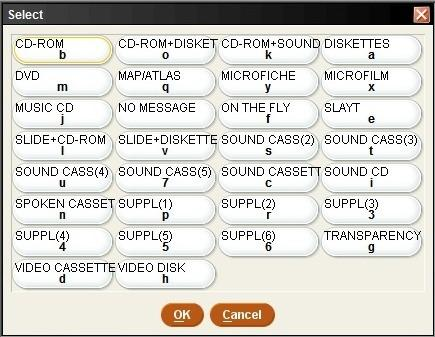 Select
CD-ROM CD-ROM+DISKET CD-ROM+SOUND DISKETTES
b o k a
DVD MAP/ATLAS MICROFICHE MICROFILM
m q y x
MUSIC CD NO MESSAGE ON THE FLY SLAYT
j f e
SLIDE+CD-ROM SLIDE+DISKETTE SOUND CASS(2) SOUND CASS(3)
l v s t
SOUND CASS(4) SOUND CASS(5) SOUND CASSETT SOUND CD
u 7 c i
SPOKEN CASSET SUPPL(1) SUPPL(2) SUPPL(3)
n p r 3
SUPPL(4) SUPPL(5) SUPPL(6) TRANSPARENCY
4 5 6 g
VIDEO CASSETTE VIDEO DISK
d h
OK Cancel